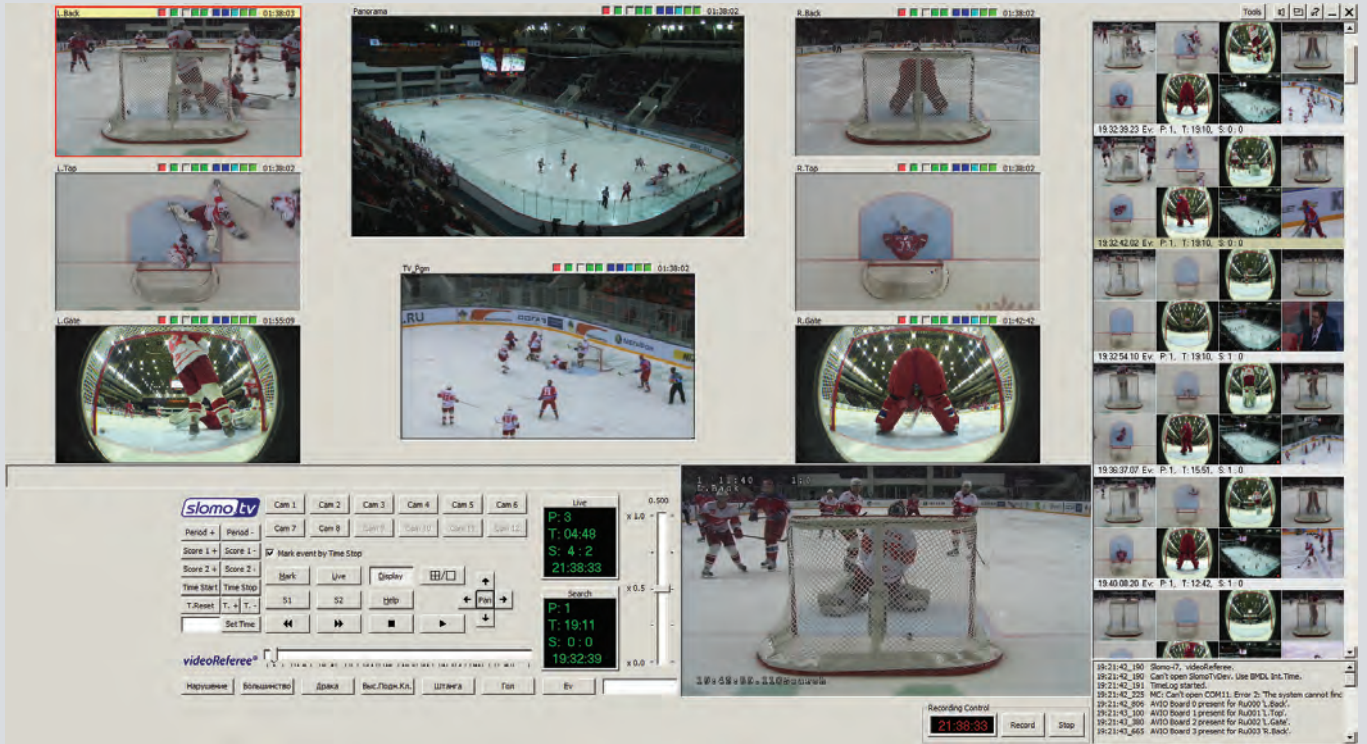 L.Back 01:38:03
Panorama 01:38:02
R.Back 01:38:02
Tools
L.Top 01:38:02
R.Top 01:38:02
TV_Pgm 01:38:02
.RU
L.Gate 01:55:09
R.Gate 01:42:42
19:32:39.23 Ev: P:1, T:19:10, S:0:0
19:32:42.02 Ev: P:1, T:19:10, S:0:0
19:32:54.10 Ev: P:1, T:19:10, S:1:0
19:36:37.07 Ev: P:1, T:15:51, S:1:0
19:40:08.20 Ev: P:1, T:12:42, S:1:0
slomo.tv
Cam 1 Cam 2 Cam 3 Cam 4 Cam 5 Cam 6
Cam 7 Cam 8 Cam 9 Cam 10 Cam 11 Cam 12
Period + Period -
Score 1 + Score 1 -
Score 2 + Score 2 -
Time Start Time Stop
T.Reset T. + T. -
Set Time
Mark event by Time Stop
Mark Live Display
S1 S2 Help
Pan
videoReferee®
Нарушение Большинство Драка Выс.Подн.Кл. Штанга Гол Ev
Live
P: 3
T: 04:48
S: 4 : 2
21:38:33
Search
P: 1
T: 19:11
S: 0 : 0
19:32:39
0.500
x 1.0
x 0.5
x 0.0
Recording Control
21:38:33 Record Stop
19:21:42_190 Slomo-i7, videoReferee.
19:21:42_190 Can't open SlomoTvDev. Use BMDL Int.Time.
19:21:42_191 TimeLog started.
19:21:42_225 MC: Can't open COM11. Error 2: 'The system cannot find
19:21:42_806 AVIO Board 0 present for Ru000 'L.Back'.
19:21:43_100 AVIO Board 1 present for Ru001 'L.Top'.
19:21:43_380 AVIO Board 2 present for Ru002 'L.Gate'.
19:21:43_665 AVIO Board 3 present for Ru003 'R.Back'.